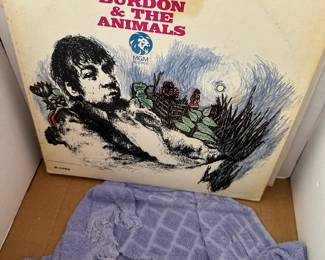 BURDON
& THE
ANIMALS
MGM